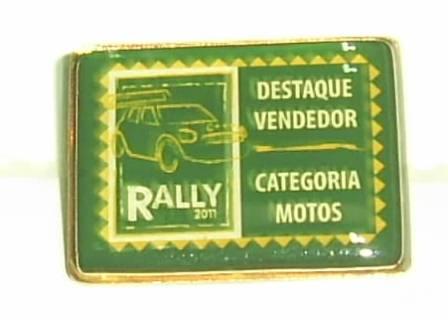 RALLY
2011
DESTAQUE
VENDEDOR
CATEGORIA
MOTOS